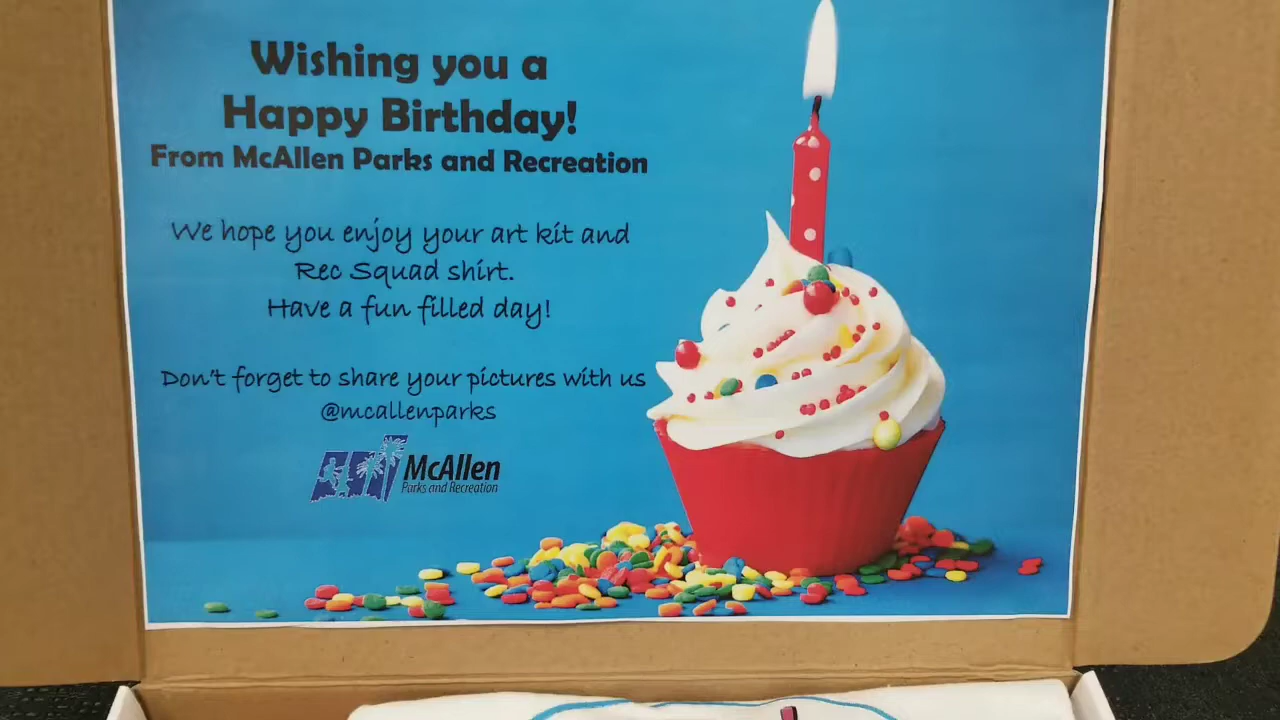 Wishing you a
Happy Birthday!
From McAllen Parks and Recreation
We hope you enjoy your art kit and
Rec Squad shirt.
Have a fun filled day!
Don't forget to share your pictures with us
@mcallenparks
McAllen
Parks and Recreation